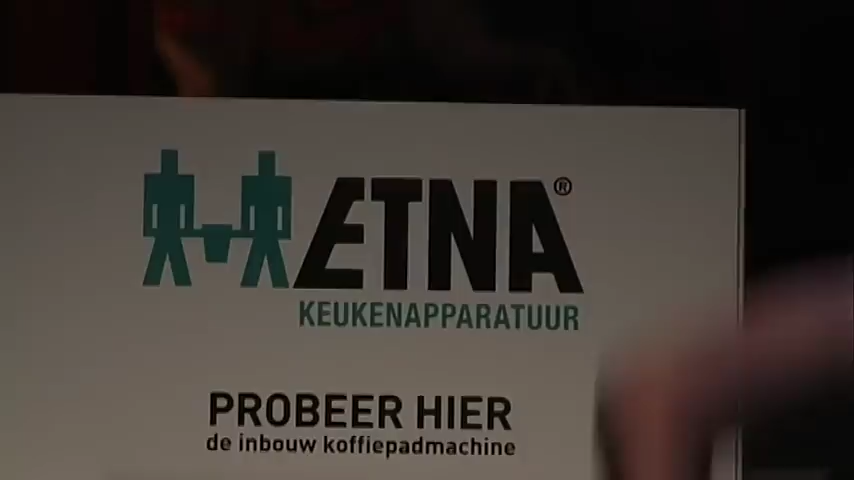 ETNA®
KEUKENAPPARATUUR
PROBEER HIER
de inbouw koffiepadmachine